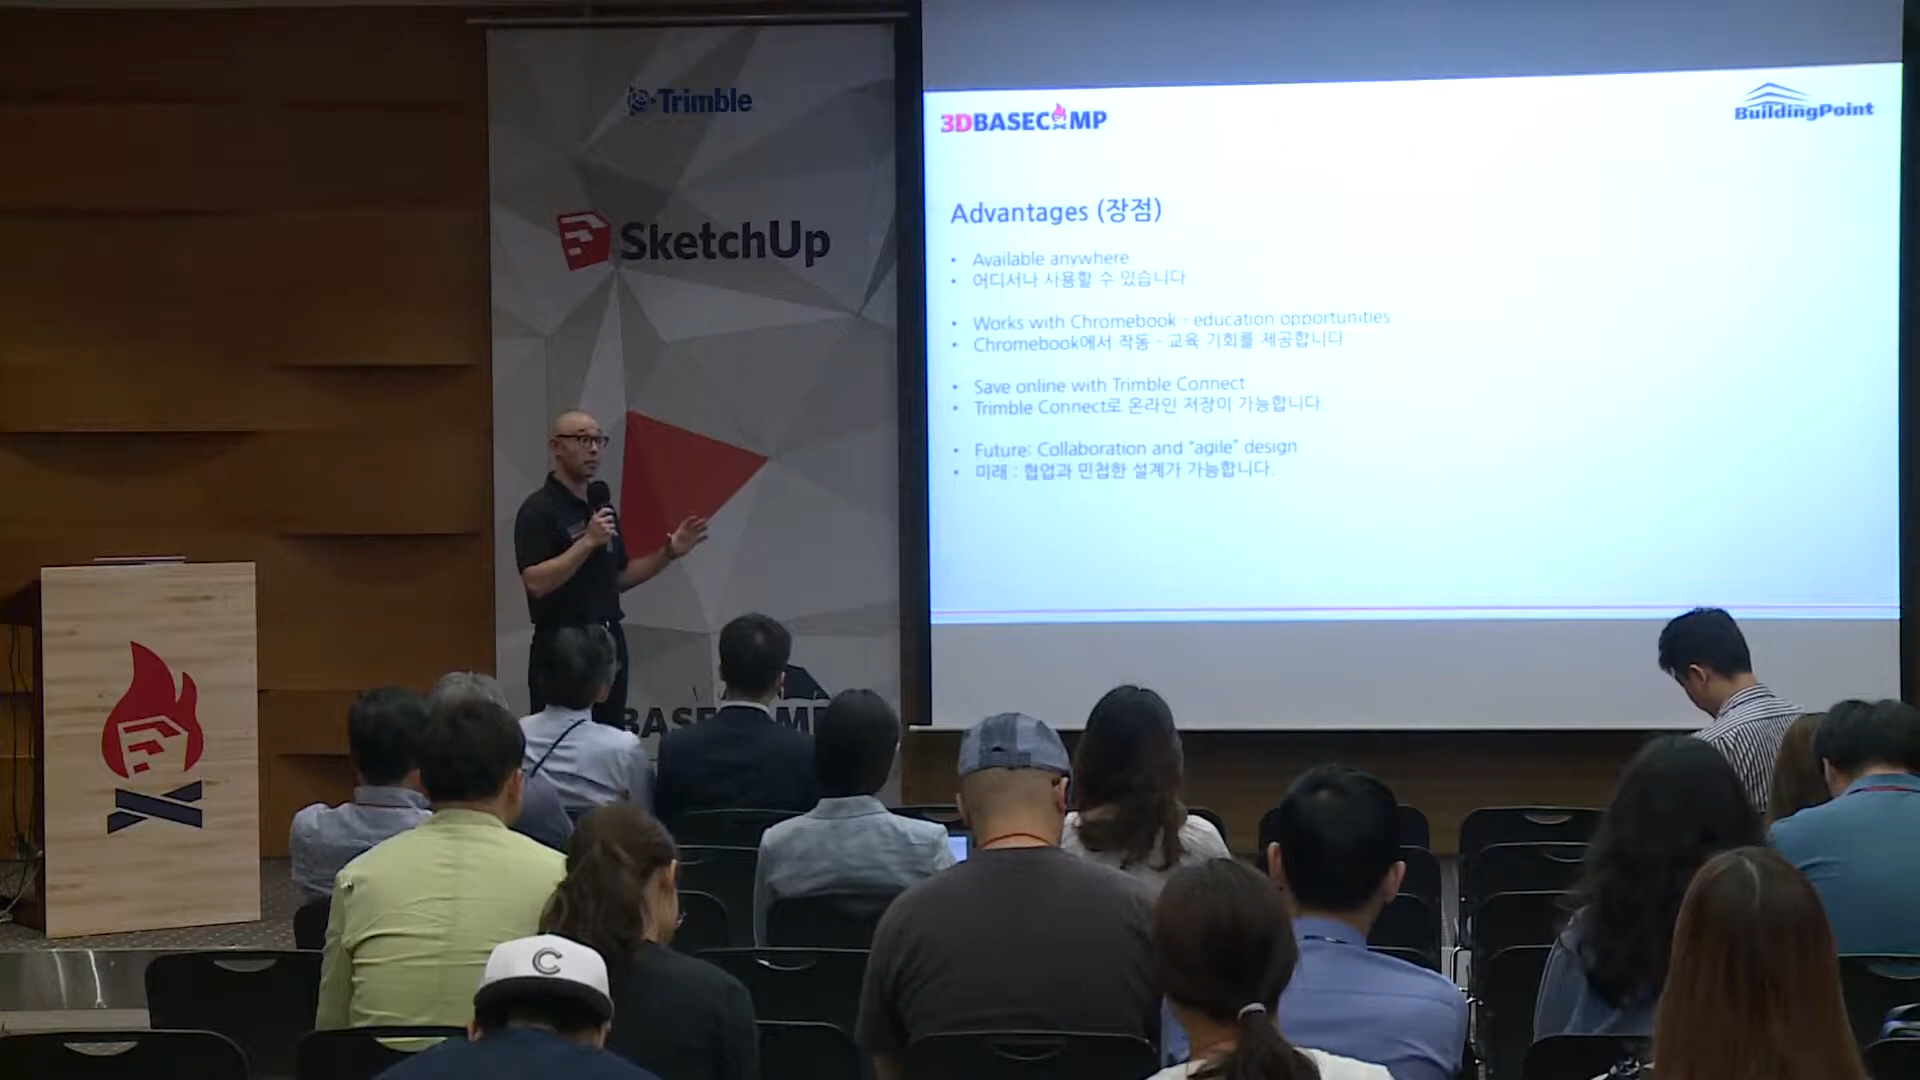 Trimble
SketchUp
3DBASECAMP
BuildingPoint
Advantages (장점)
• Available anywhere
• 어디서나 사용할 수 있습니다
• Works with Chromebook - education opportunities
• Chromebook에서 작동 - 교육 기회를 제공합니다
• Save online with Trimble Connect
• Trimble Connect로 온라인 저장이 가능합니다.
• Future: Collaboration and "agile" design
• 미래 : 협업과 민첩한 설계가 가능합니다.
C